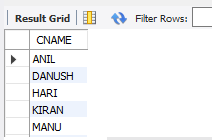 Result Grid Filter Rows:
CNAME
ANIL
DANUSH
HARI
KIRAN
MANU